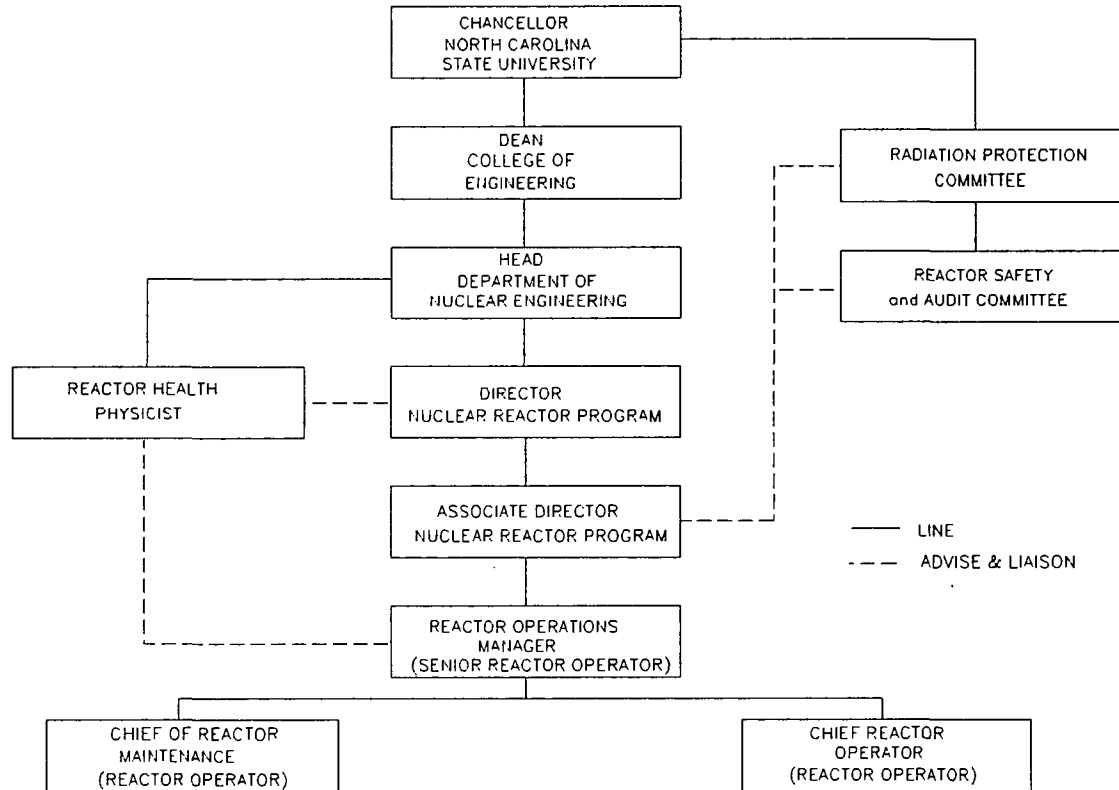 CHANCELLOR
NORTH CAROLINA
STATE UNIVERSITY
DEAN
COLLEGE OF
ENGINEERING
RADIATION PROTECTION
COMMITTEE
HEAD
DEPARTMENT OF
NUCLEAR ENGINEERING
REACTOR SAFETY
and AUDIT COMMITTEE
REACTOR HEALTH
PHYSICIST
DIRECTOR
NUCLEAR REACTOR PROGRAM
ASSOCIATE DIRECTOR
NUCLEAR REACTOR PROGRAM
LINE
ADVISE & LIAISON
REACTOR OPERATIONS
MANAGER
(SENIOR REACTOR OPERATOR)
CHIEF OF REACTOR
MAINTENANCE
(REACTOR OPERATOR)
CHIEF REACTOR
OPERATOR
(REACTOR OPERATOR)